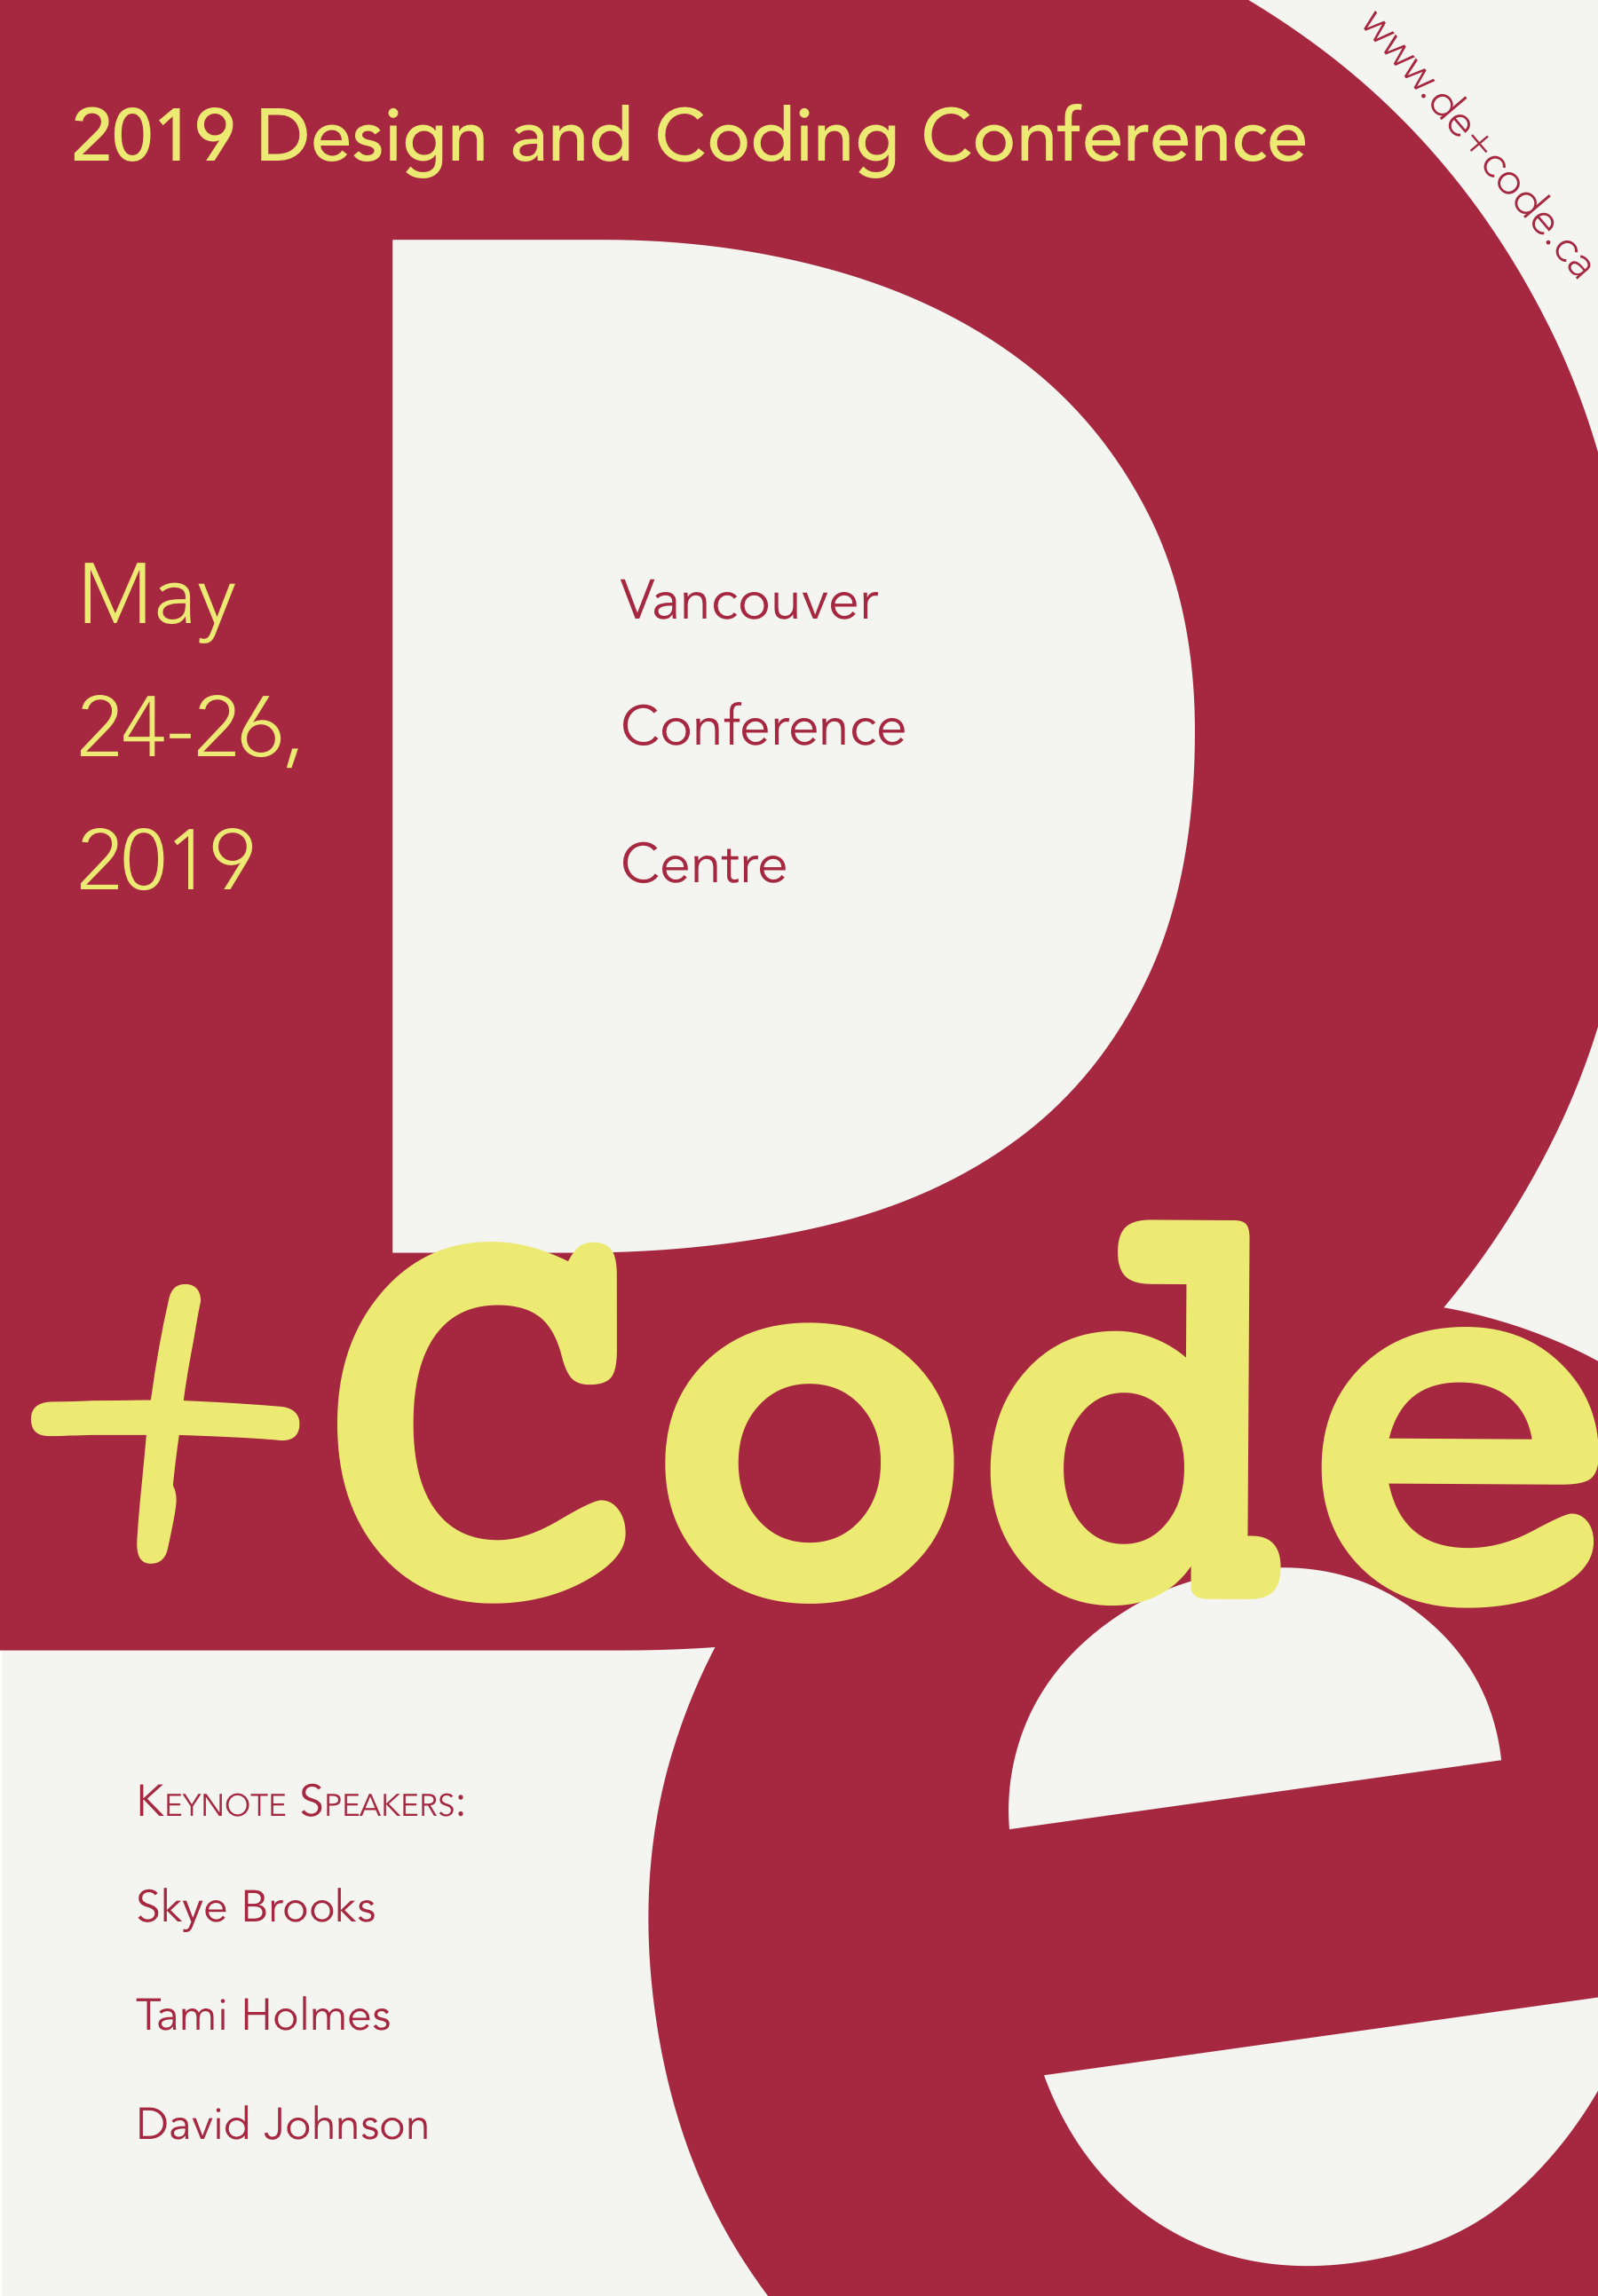 www.de+code.ca
2019 Design and Coding Conference
May
24-26,
2019
Vancouver
Conference
Centre
De
+Code
Keynote Speakers:
Skye Brooks
Tami Holmes
David Johnson